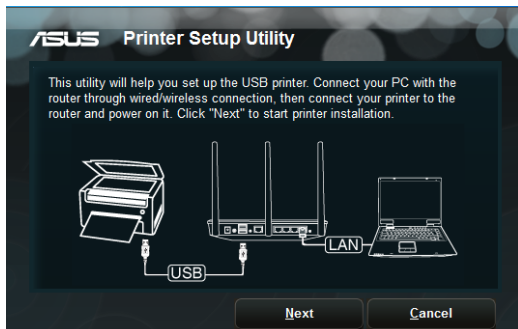 ASUS Printer Setup Utility
This utility will help you set up the USB printer. Connect your PC with the
router through wired/wireless connection, then connect your printer to the
router and power on it. Click "Next" to start printer installation.
LAN
USB
Next Cancel